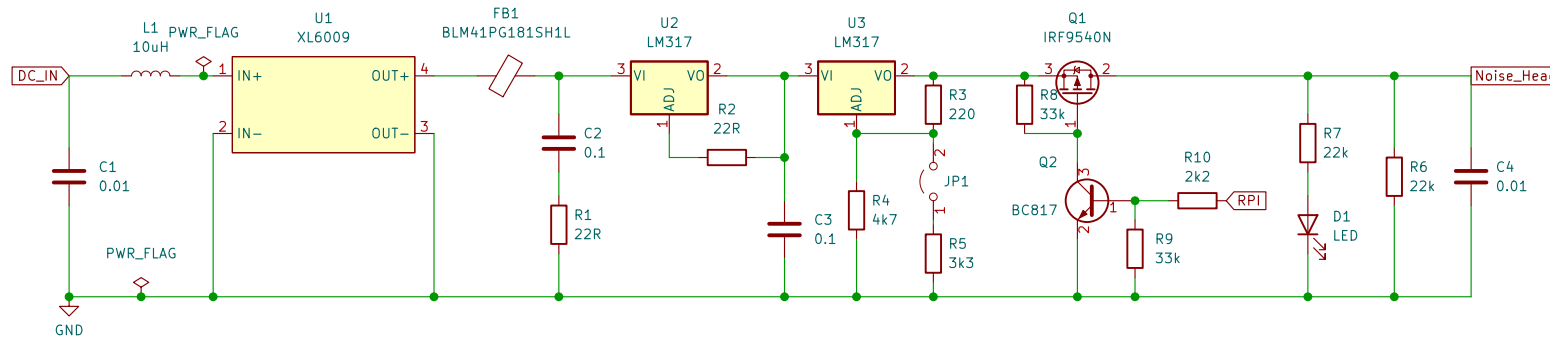 DC_IN
L1
10uH
PWR_FLAG
U1
XL6009
1
IN+
OUT+
4
2
IN-
OUT-
3
C1
0.01
PWR_FLAG
GND
FB1
BLM41PG181SH1L
C2
0.1
R1
22R
U2
LM317
3
VI
VO
2
ADJ
1
R2
22R
C3
0.1
U3
LM317
3
VI
VO
2
ADJ
1
R3
220
R4
4k7
2
JP1
1
R5
3k3
R8
33k
Q1
IRF9540N
3
2
1
Q2
BC817
3
1
2
R10
2k2
RPI
R9
33k
R7
22k
D1
LED
R6
22k
C4
0.01